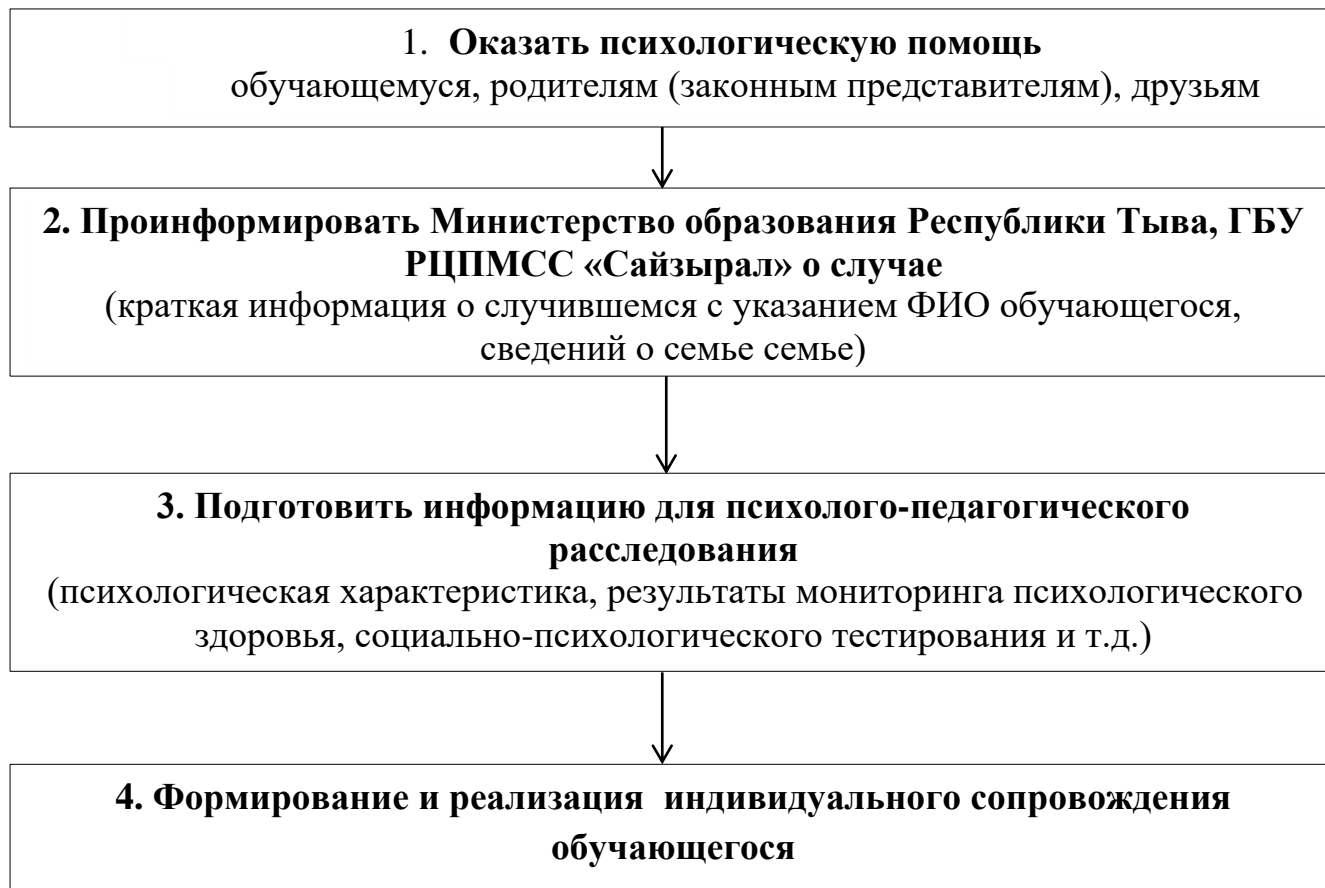 1. Оказать психологическую помощь
обучающемуся, родителям (законным представителям), друзьям
2. Проинформировать Министерство образования Республики Тыва, ГБУ
РЦПМСС «Сайзырал» о случае
(краткая информация о случившемся с указанием ФИО обучающегося,
сведений о семье семье)
3. Подготовить информацию для психолого-педагогического
расследования
(психологическая характеристика, результаты мониторинга психологического
здоровья, социально-психологического тестирования и т.д.)
4. Формирование и реализация индивидуального сопровождения
обучающегося